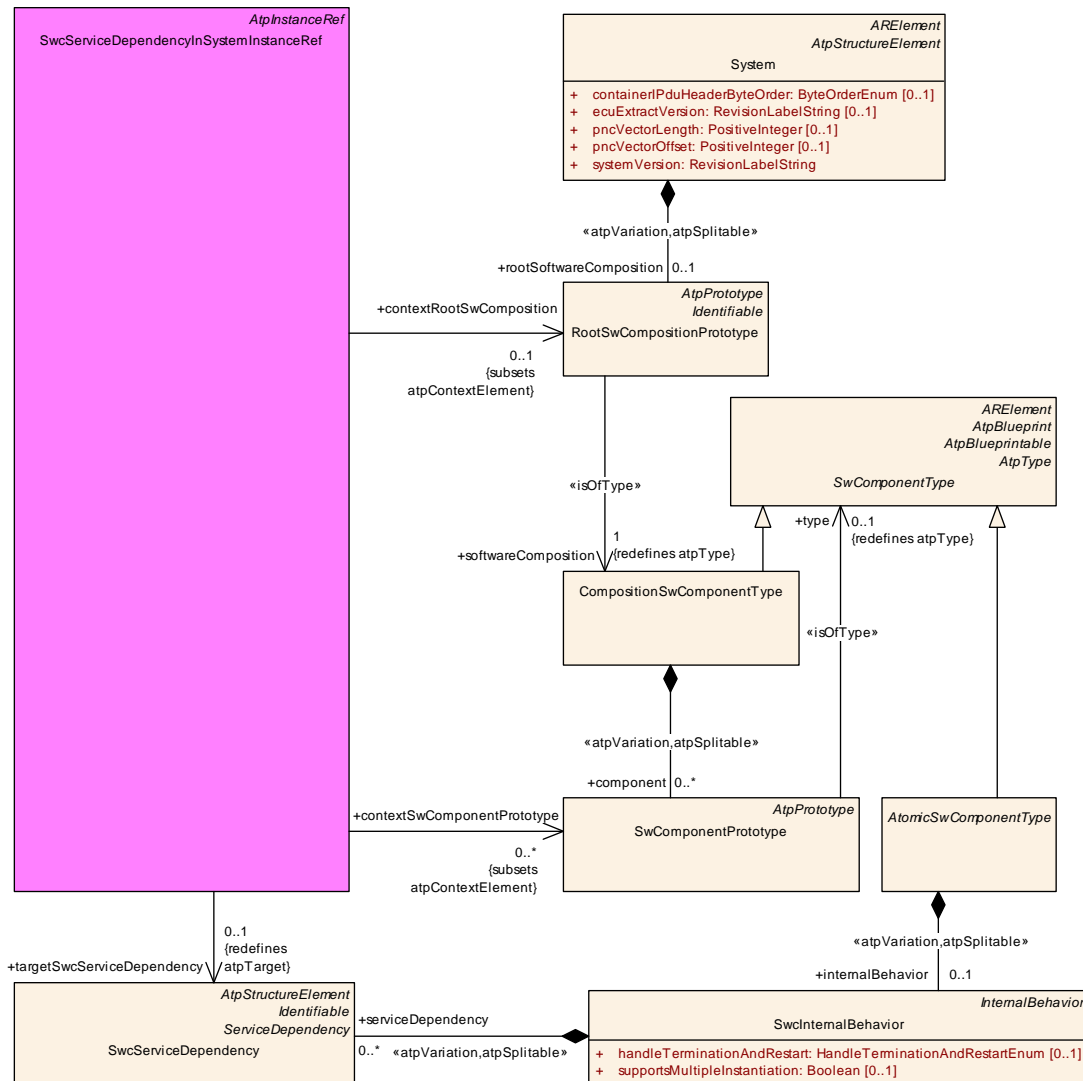 AtpInstanceRef
SwcServiceDependencyInSystemInstanceRef
ARElement
AtpStructureElement
System
+ containerIPduHeaderByteOrder: ByteOrderEnum [0..1]
+ ecuExtractVersion: RevisionLabelString [0..1]
+ pncVectorLength: PositiveInteger [0..1]
+ pncVectorOffset: PositiveInteger [0..1]
+ systemVersion: RevisionLabelString
«atpVariation,atpSplitable»
+rootSoftwareComposition 0..1
+contextRootSwComposition
0..1
{subsets
atpContextElement}
AtpPrototype
Identifiable
RootSwCompositionPrototype
ARElement
AtpBlueprint
AtpBlueprintable
AtpType
SwComponentType
«isOfType»
+type 0..1
{redefines atpType}
1
+softwareComposition {redefines atpType}
CompositionSwComponentType
«isOfType»
«atpVariation,atpSplitable»
+component 0..*
+contextSwComponentPrototype
0..*
{subsets
atpContextElement}
AtpPrototype
SwComponentPrototype
AtomicSwComponentType
«atpVariation,atpSplitable»
+internalBehavior 0..1
0..1
{redefines
+targetSwcServiceDependency atpTarget}
AtpStructureElement
Identifiable
ServiceDependency
SwcServiceDependency
+serviceDependency
0..* «atpVariation,atpSplitable»
InternalBehavior
SwcInternalBehavior
+ handleTerminationAndRestart: HandleTerminationAndRestartEnum [0..1]
+ supportsMultipleInstantiation: Boolean [0..1]